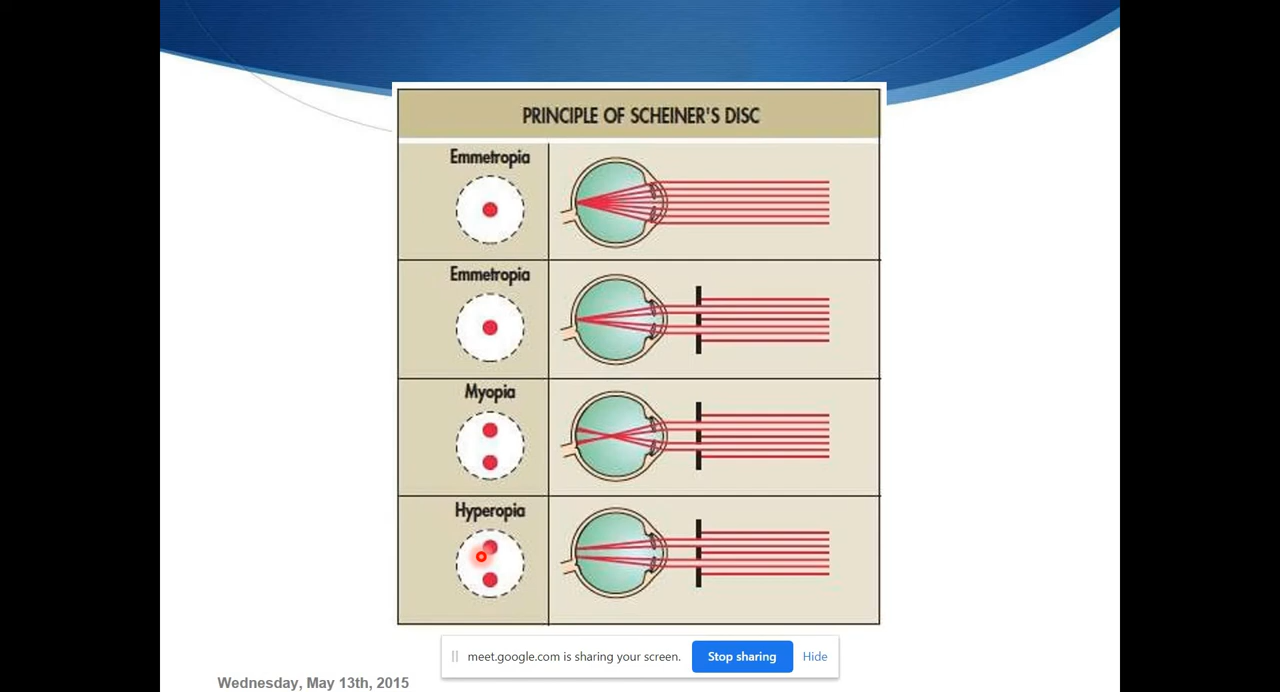 PRINCIPLE OF SCHEINER'S DISC
Emmetropia
Emmetropia
Myopia
Hyperopia
meet.google.com is sharing your screen.
Stop sharing
Hide
Wednesday, May 13th, 2015